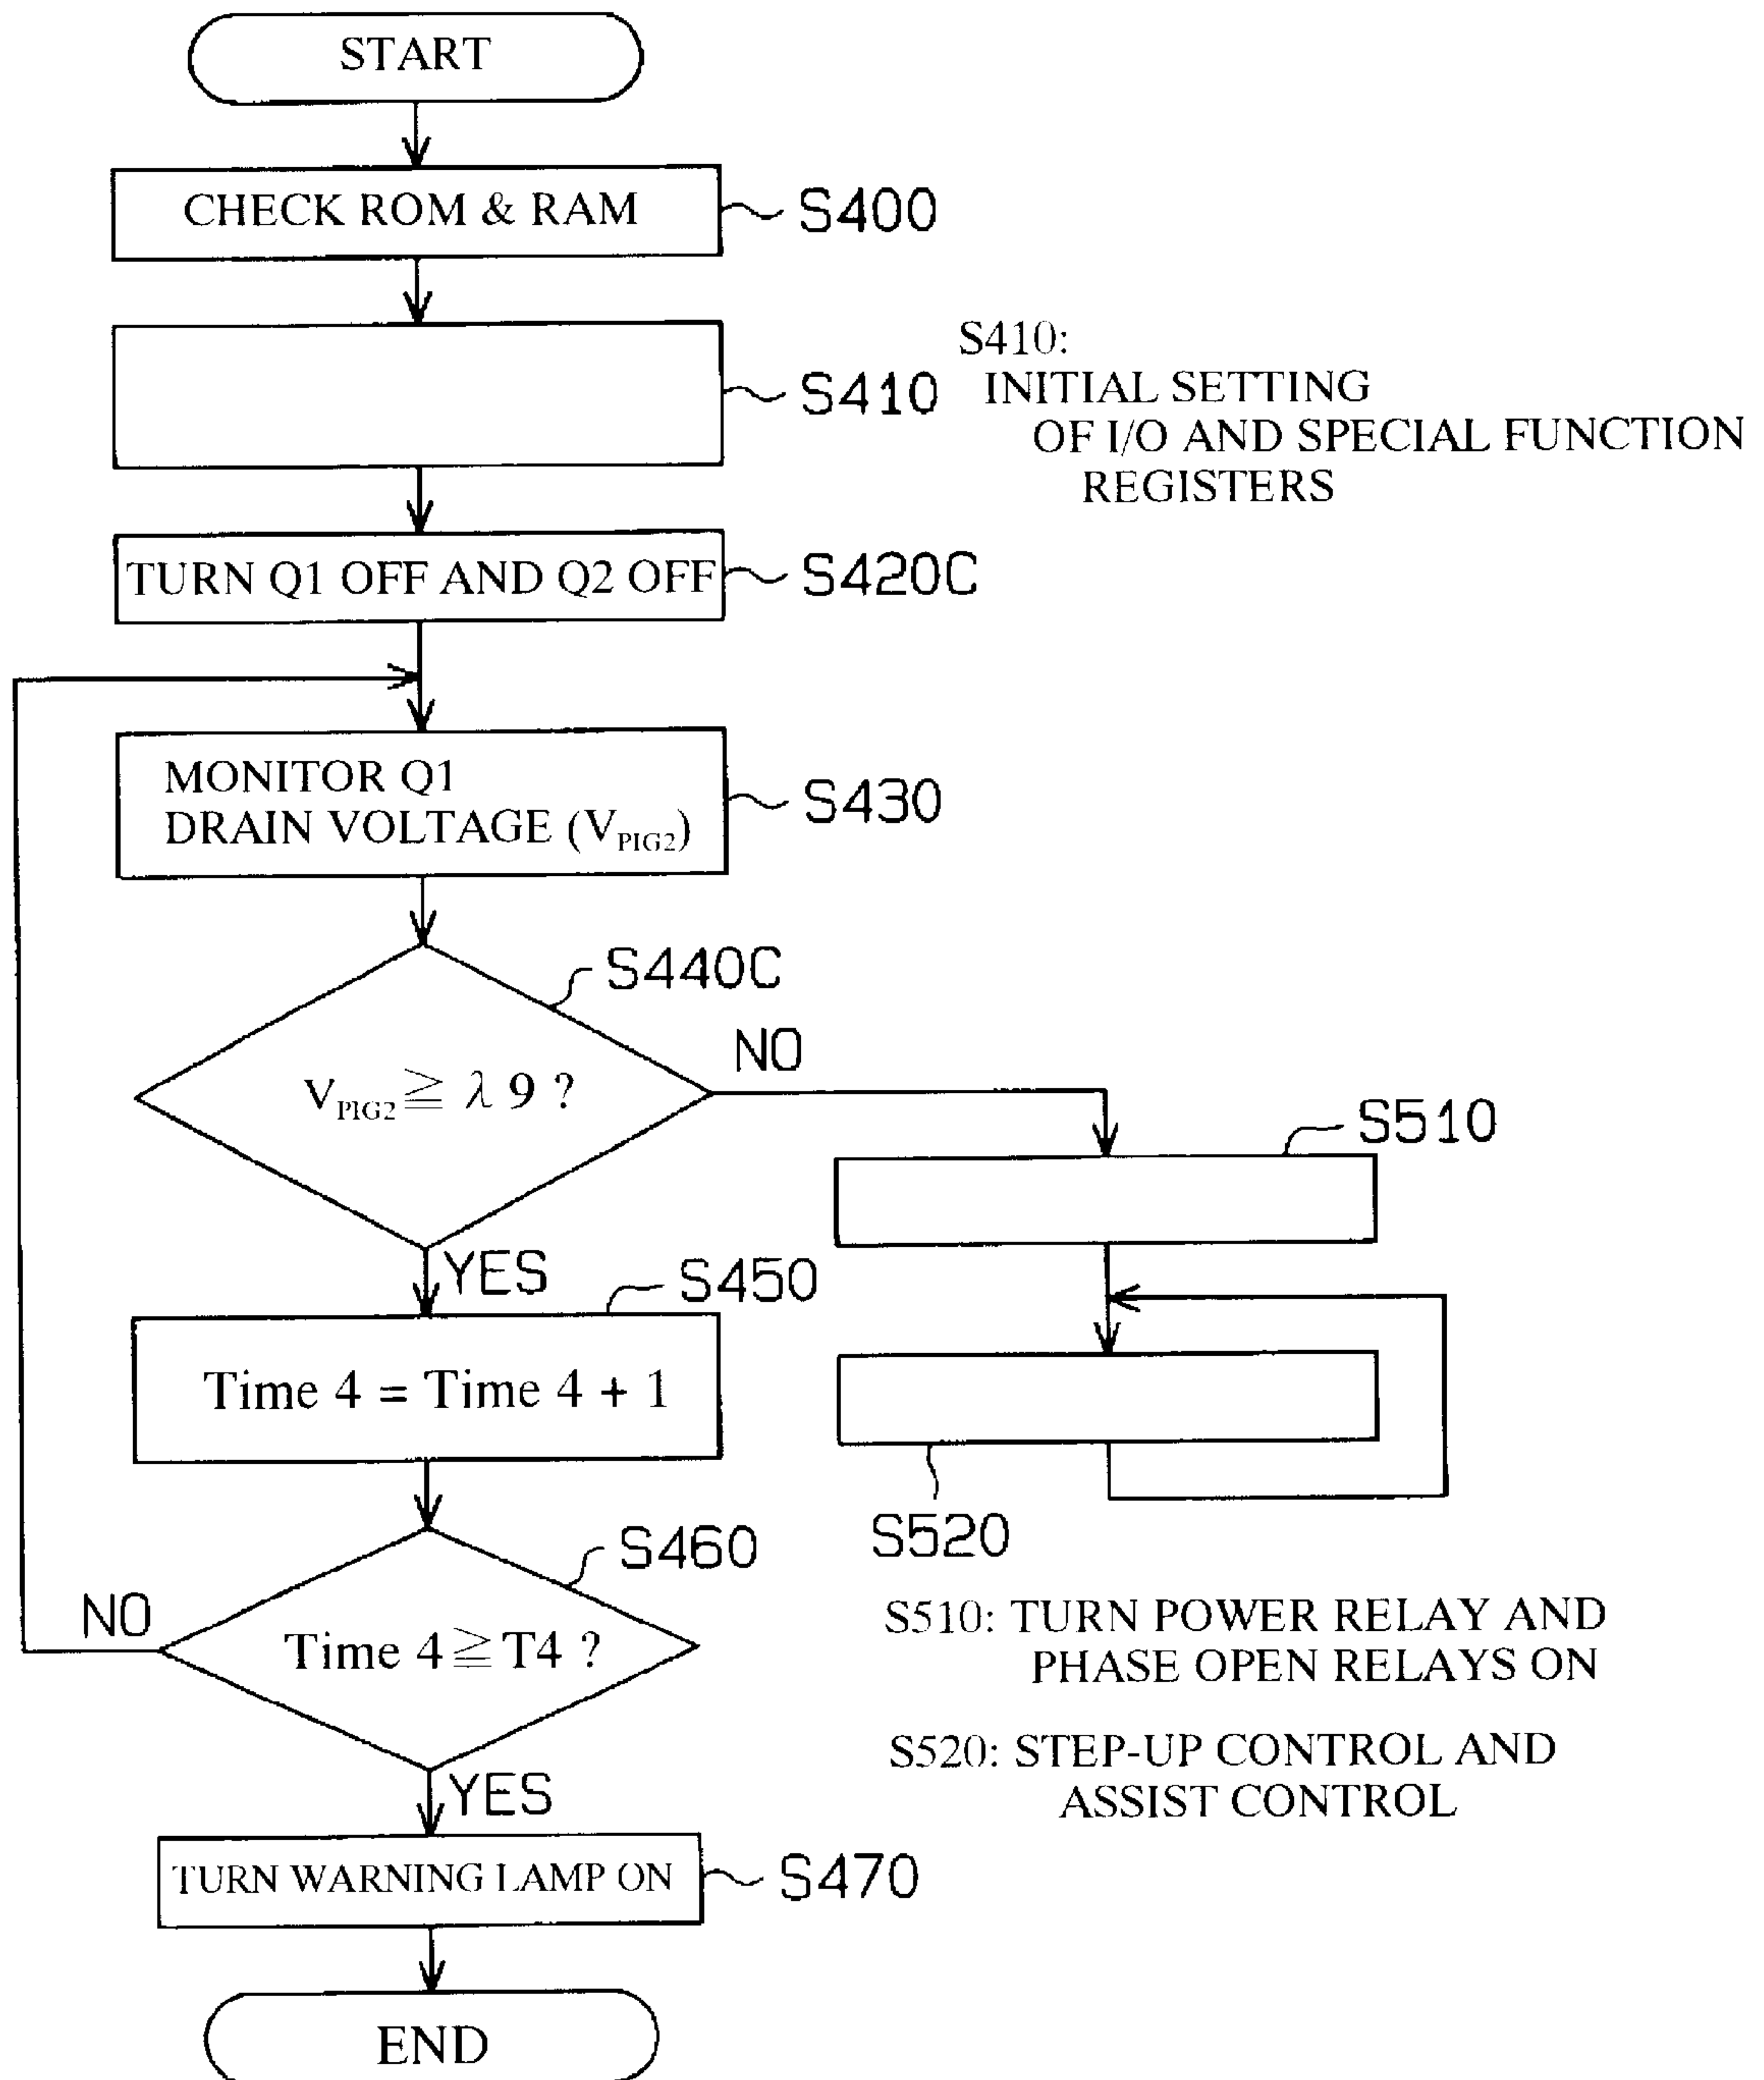 START
CHECK ROM & RAM
S400
S410
S410:
INITIAL SETTING
OF I/O AND SPECIAL FUNCTION
REGISTERS
TURN Q1 OFF AND Q2 OFF
S420C
MONITOR Q1
DRAIN VOLTAGE (VPIG2)
S430
S440C
VPIG2 ≧ λ 9 ?
NO
YES
S510
S450
Time 4 = Time 4 + 1
S520
S460
Time 4 ≧ T4 ?
NO
YES
S510: TURN POWER RELAY AND
PHASE OPEN RELAYS ON
S520: STEP-UP CONTROL AND
ASSIST CONTROL
TURN WARNING LAMP ON
S470
END